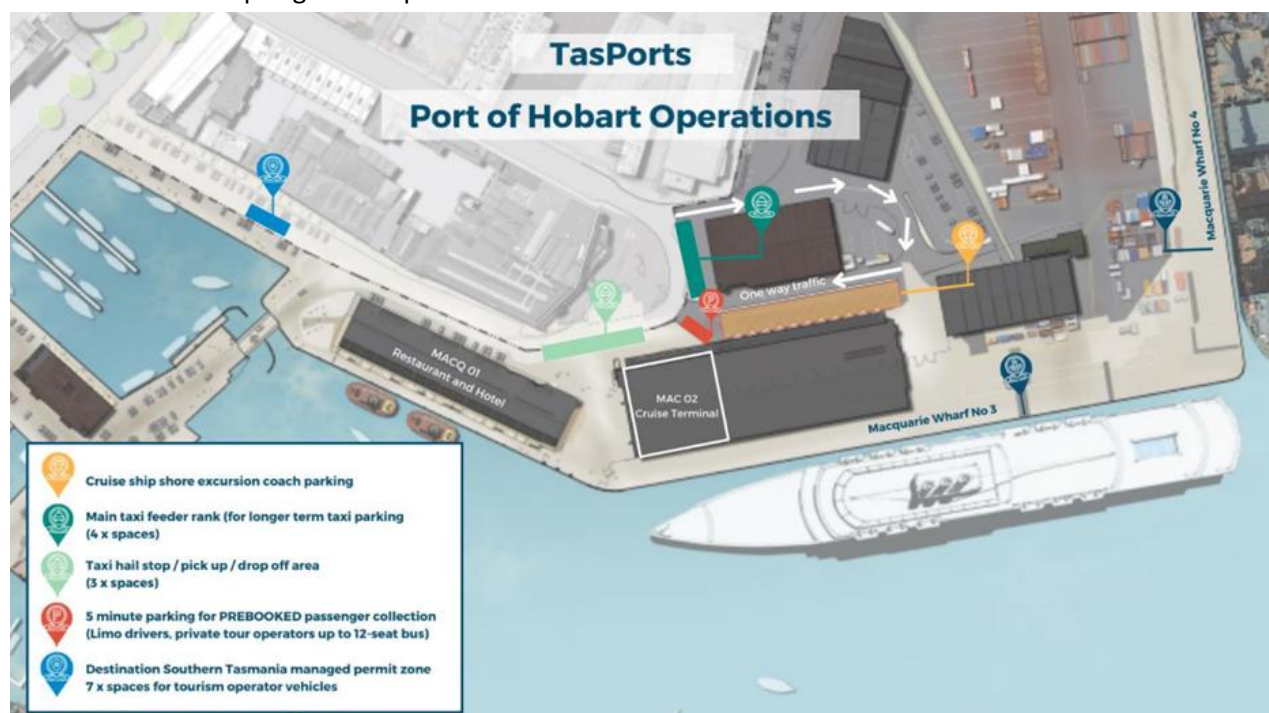 TasPorts
Port of Hobart Operations
Macquarie Wharf No 4
One way traffic
MACQ 01
Restaurant and Hotel
MAC 02
Cruise Terminal
Macquarie Wharf No 3
Cruise ship shore excursion coach parking
Main taxi feeder rank (for longer term taxi parking
(4 x spaces)
Taxi hail stop / pick up / drop off area
(3 x spaces)
5 minute parking for PREBOOKED passenger collection
(Limo drivers, private tour operators up to 12-seat bus)
Destination Southern Tasmania managed permit zone
7 x spaces for tourism operator vehicles